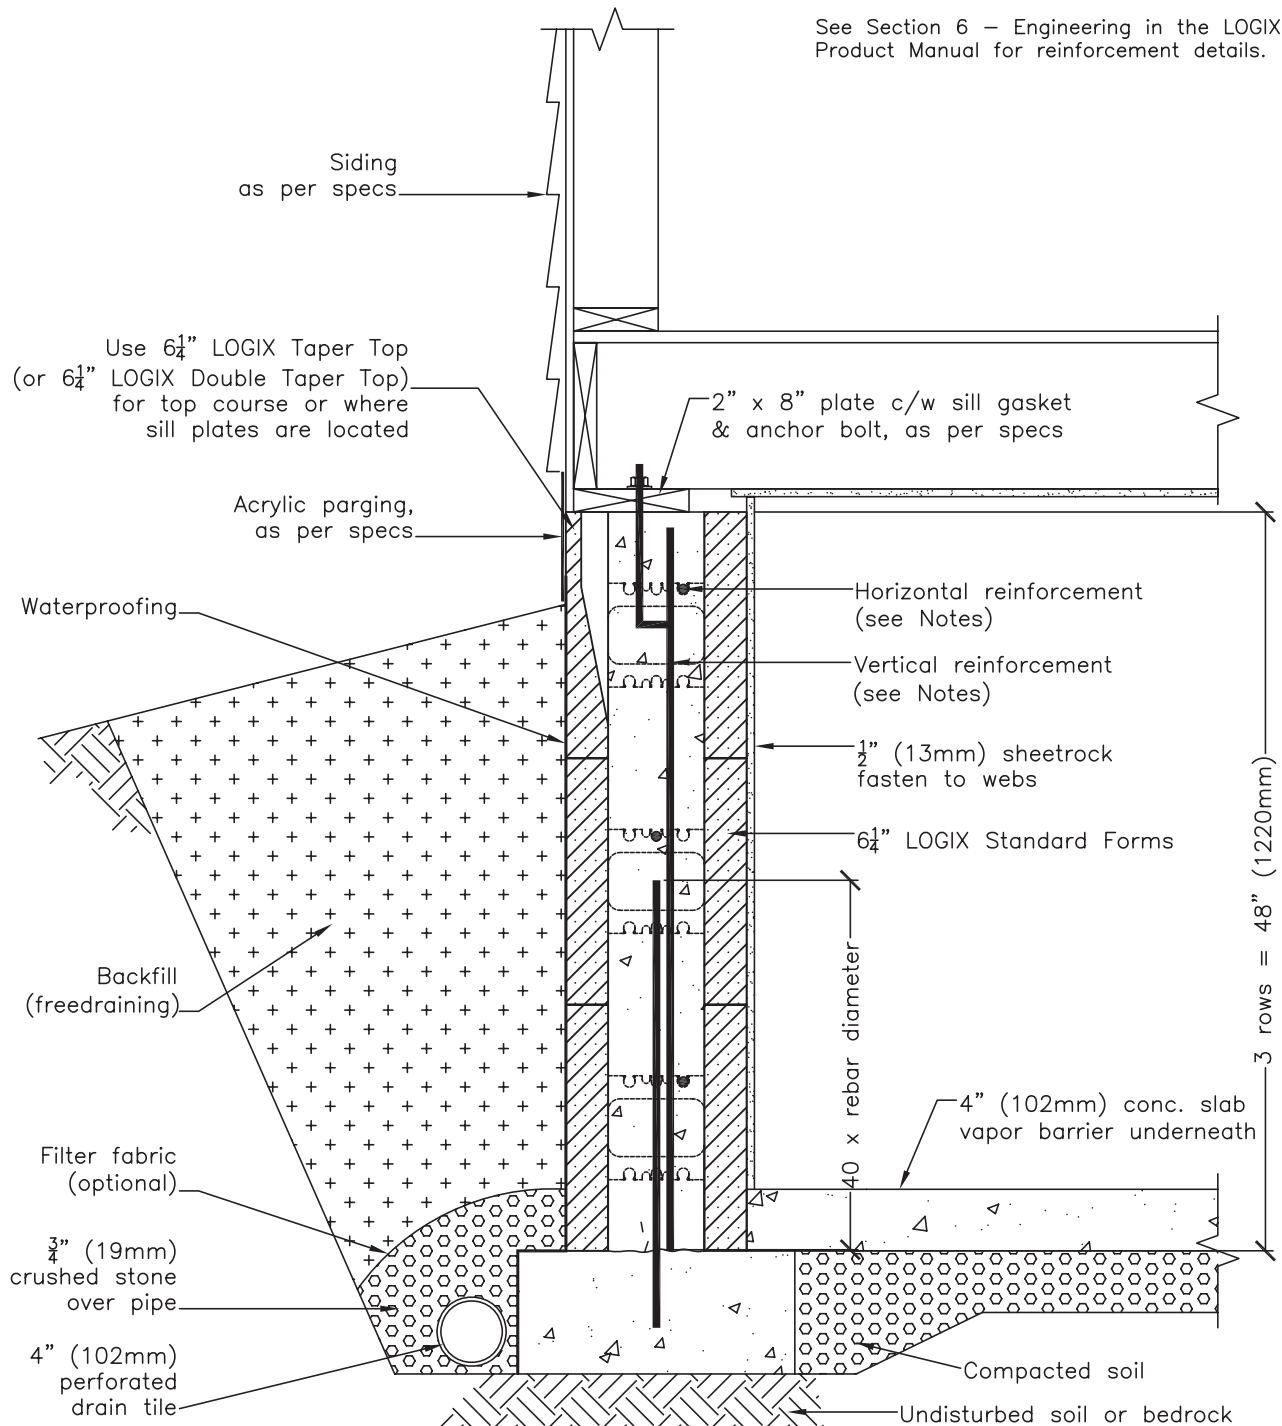 See Section 6 – Engineering in the LOGIX
Product Manual for reinforcement details.
Siding
as per specs
Use 6¼" LOGIX Taper Top
(or 6¼" LOGIX Double Taper Top)
for top course or where
sill plates are located
2" x 8" plate c/w sill gasket
& anchor bolt, as per specs
Acrylic parging,
as per specs
Waterproofing
Horizontal reinforcement
(see Notes)
Vertical reinforcement
(see Notes)
½" (13mm) sheetrock
fasten to webs
6¼" LOGIX Standard Forms
3 rows = 48" (1220mm)
40 x rebar diameter
Backfill
(freedraining)
4" (102mm) conc. slab
vapor barrier underneath
Filter fabric
(optional)
¾" (19mm)
crushed stone
over pipe
4" (102mm)
perforated
drain tile
Compacted soil
Undisturbed soil or bedrock